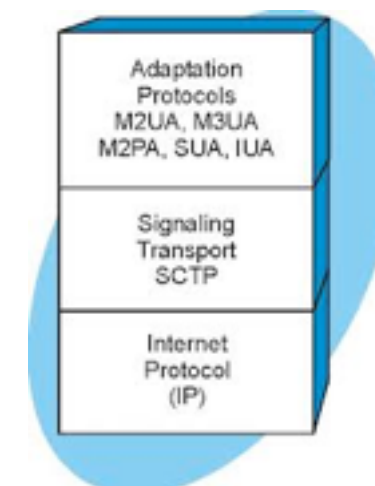 Adaptation
Protocols
M2UA, M3UA
M2PA, SUA, IUA
Signaling
Transport
SCTP
Internet
Protocol
(IP)